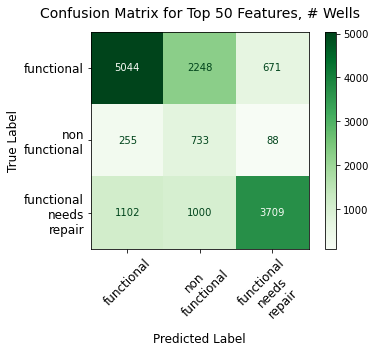 Confusion Matrix for Top 50 Features, # Wells
True Label
functional
5044 2248 671
non
functional
255 733 88
functional
needs
repair
1102 1000 3709
functional
non
functional
functional
needs
repair
Predicted Label
5000
4000
3000
2000
1000